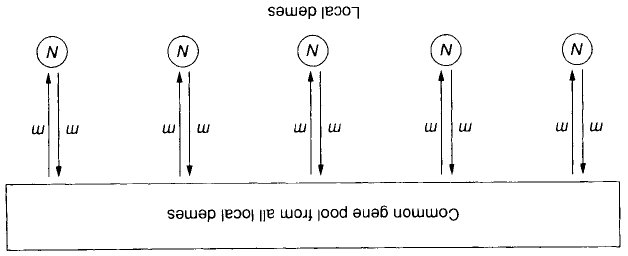 Common gene pool from all local demes
m m m m m m m m m m
N N N N N
Local demes